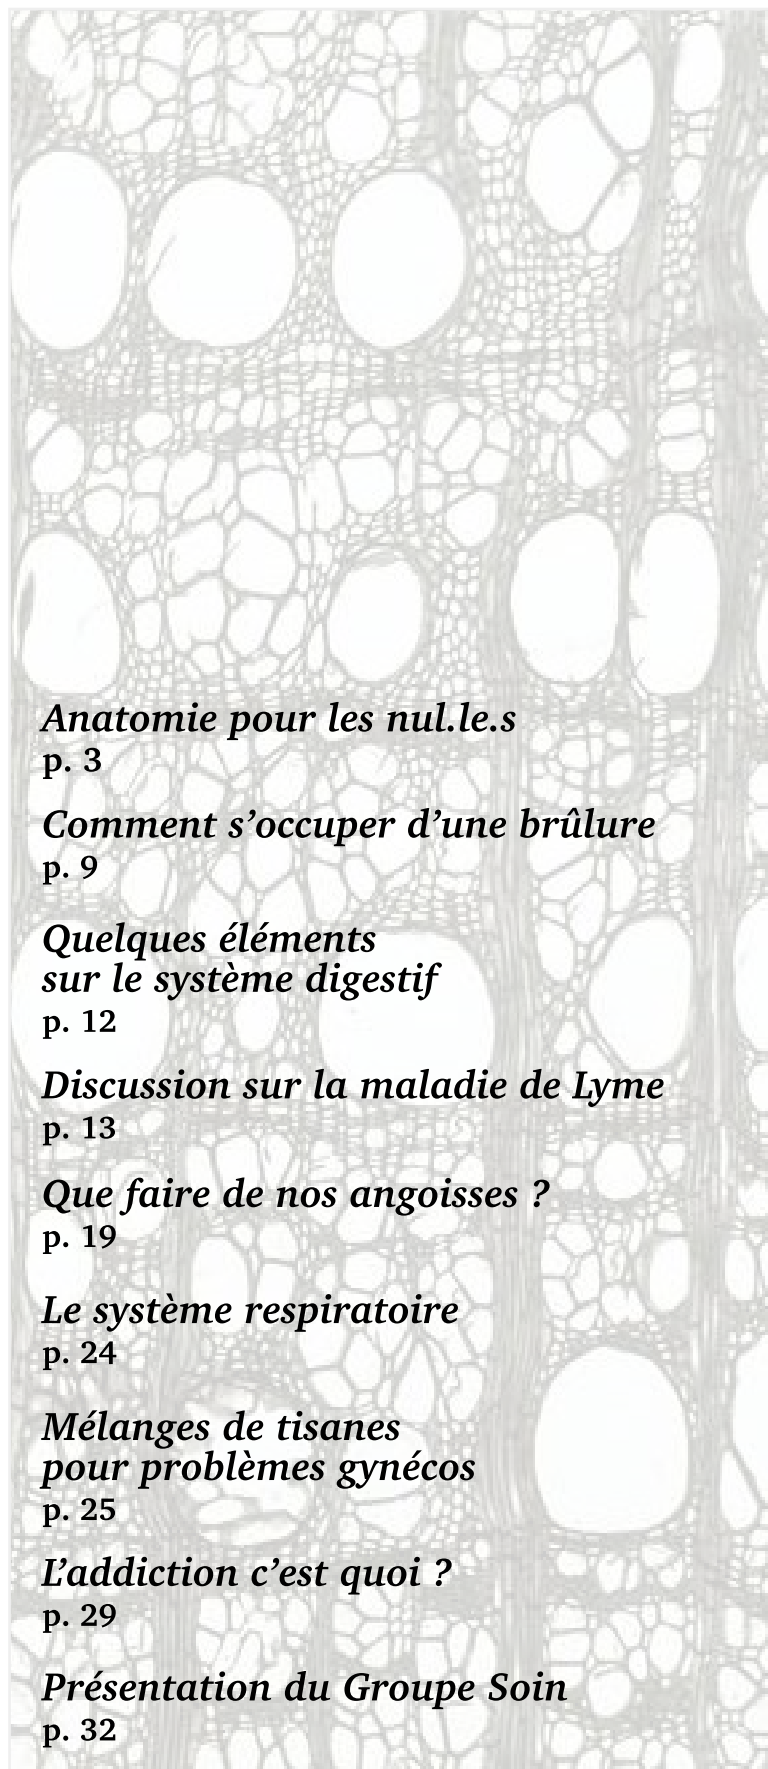 Anatomie pour les nul.le.s
p. 3
Comment s’occuper d’une brûlure
p. 9
Quelques éléments
sur le système digestif
p. 12
Discussion sur la maladie de Lyme
p. 13
Que faire de nos angoisses ?
p. 19
Le système respiratoire
p. 24
Mélanges de tisanes
pour problèmes gynécos
p. 25
L’addiction c’est quoi ?
p. 29
Présentation du Groupe Soin
p. 32